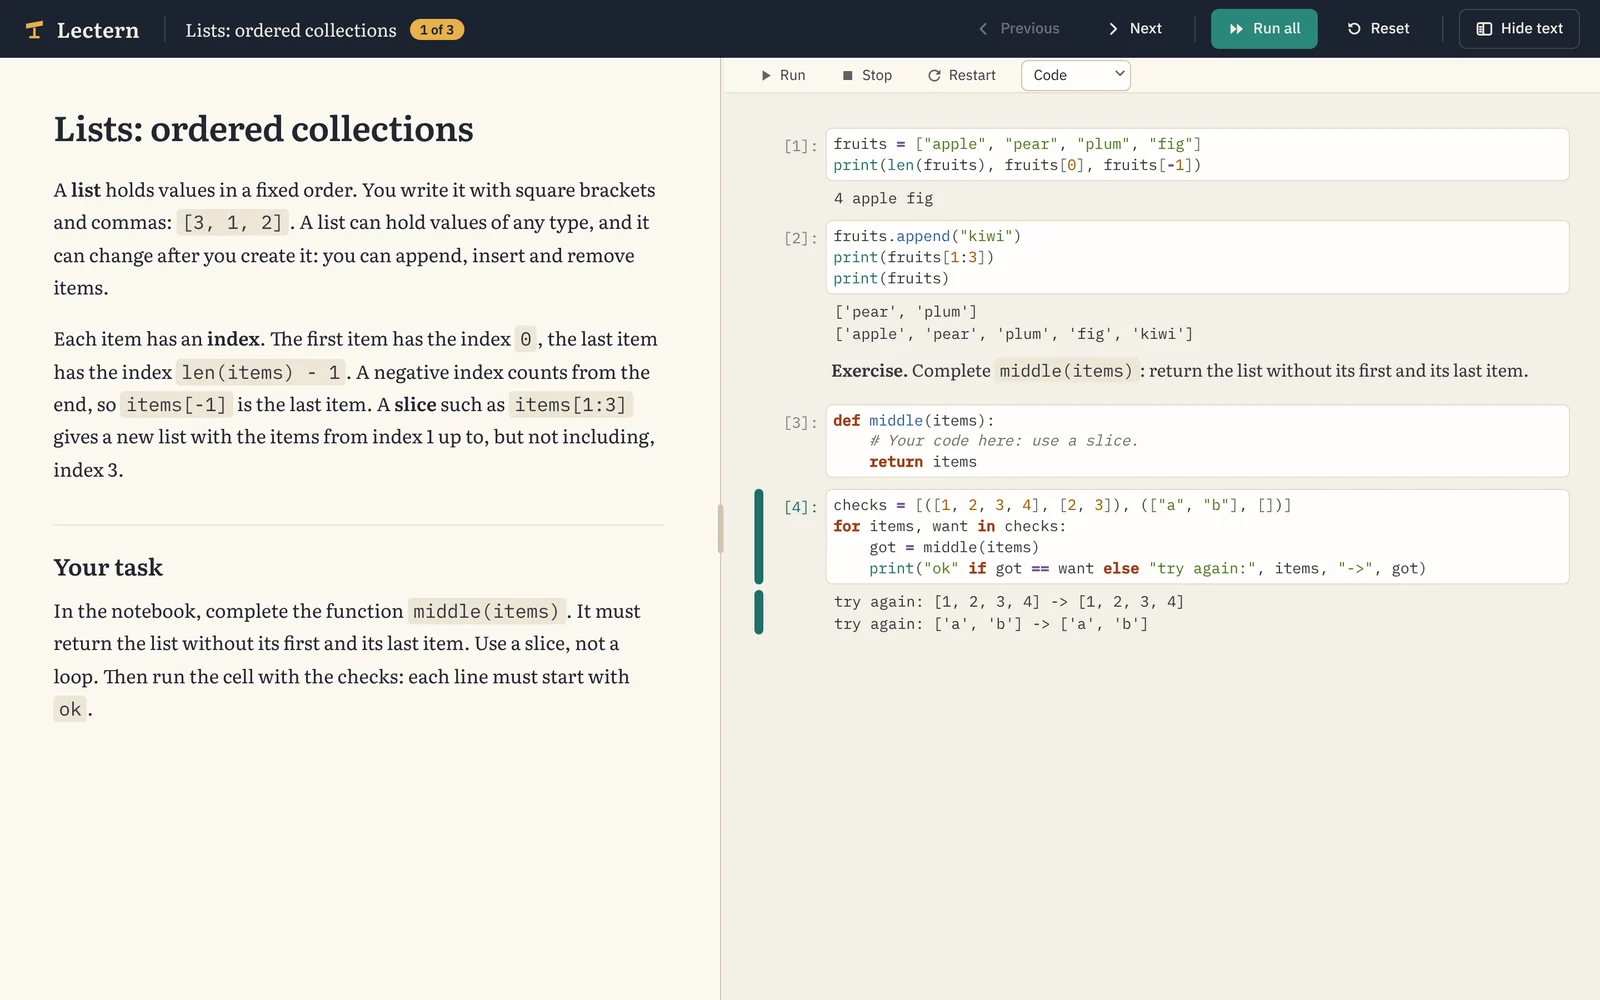 Lectern
Lists: ordered collections
1 of 3
Previous
Next
Run all
Reset
Hide text
Lists: ordered collections
A list holds values in a fixed order. You write it with square brackets
and commas: [3, 1, 2]. A list can hold values of any type, and it
can change after you create it: you can append, insert and remove
items.
Each item has an index. The first item has the index 0, the last item
has the index len(items) - 1. A negative index counts from the
end, so items[-1] is the last item. A slice such as items[1:3]
gives a new list with the items from index 1 up to, but not including,
index 3.
Your task
In the notebook, complete the function middle(items). It must
return the list without its first and its last item. Use a slice, not a
loop. Then run the cell with the checks: each line must start with
ok.
Run
Stop
Restart
Code
[1]:
fruits = ["apple", "pear", "plum", "fig"]
print(len(fruits), fruits[0], fruits[-1])
4 apple fig
[2]:
fruits.append("kiwi")
print(fruits[1:3])
print(fruits)
['pear', 'plum']
['apple', 'pear', 'plum', 'fig', 'kiwi']
Exercise. Complete middle(items): return the list without its first and its last item.
[3]:
def middle(items):
    # Your code here: use a slice.
    return items
[4]:
checks = [([1, 2, 3, 4], [2, 3]), (["a", "b"], [])]
for items, want in checks:
    got = middle(items)
    print("ok" if got == want else "try again:", items, "->", got)
try again: [1, 2, 3, 4] -> [1, 2, 3, 4]
try again: ['a', 'b'] -> ['a', 'b']